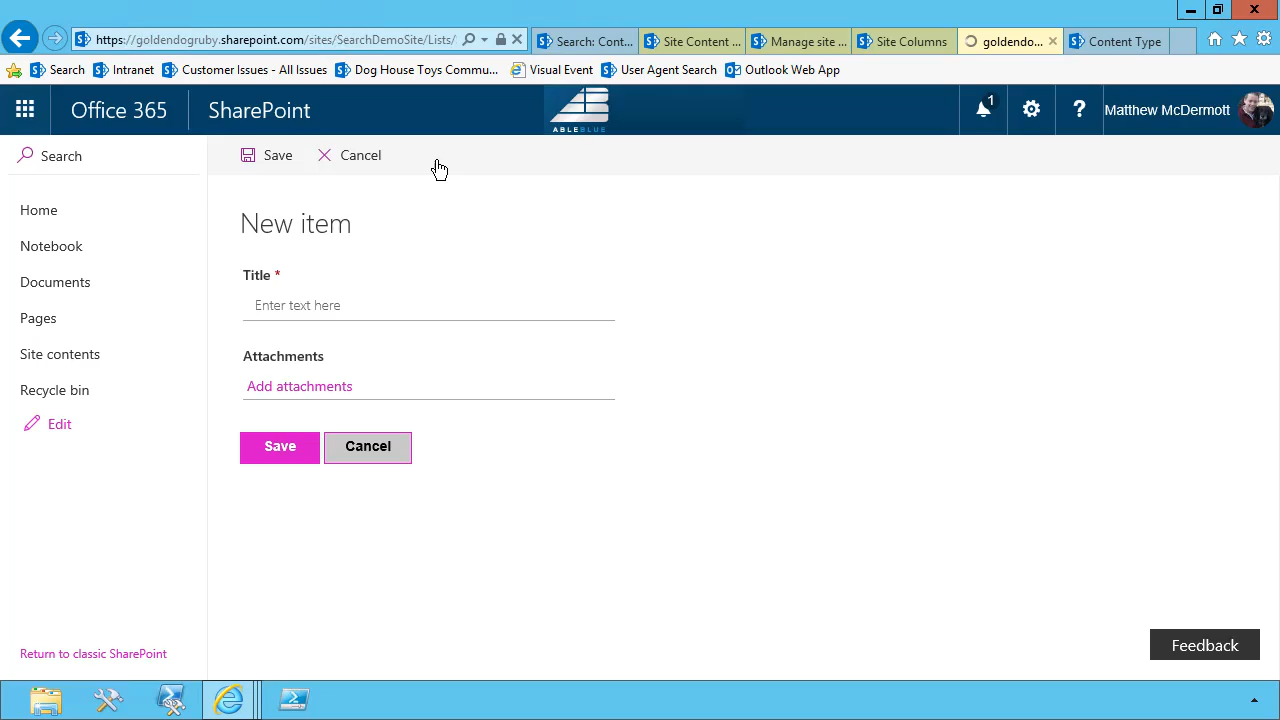 https://goldendogruby.sharepoint.com/sites/SearchDemoSite/Lists/
Search: Cont...
Site Content ...
Manage site ...
Site Columns
goldendo...
Content Type
Search
Intranet
Customer Issues - All Issues
Dog House Toys Commu...
Visual Event
User Agent Search
Outlook Web App
Office 365
SharePoint
ABLEBLUE
1
?
Matthew McDermott
Search
Save
Cancel
Home
Notebook
Documents
Pages
Site contents
Recycle bin
Edit
New item
Title *
Enter text here
Attachments
Add attachments
Save
Cancel
Return to classic SharePoint
Feedback